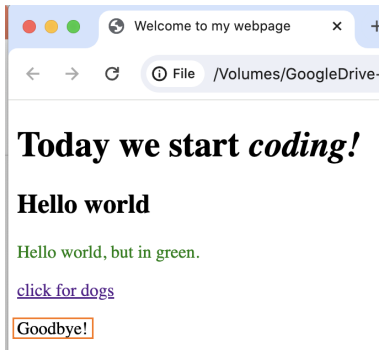 Welcome to my webpage
File /Volumes/GoogleDrive-
Today we start coding!
Hello world
Hello world, but in green.
click for dogs
Goodbye!